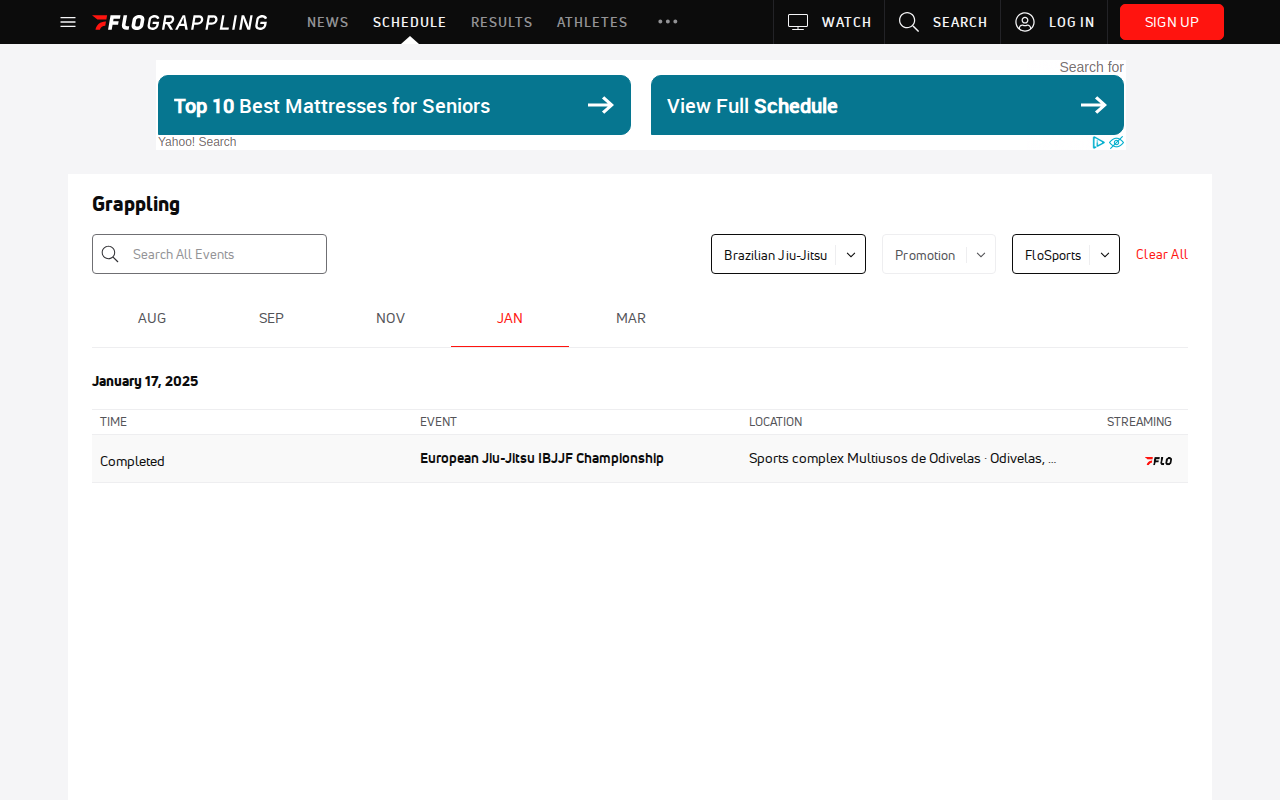 FLOGRAPPLING NEWS SCHEDULE RESULTS ATHLETES WATCH SEARCH LOG IN SIGN UP
Search for
Top 10 Best Mattresses for Seniors
View Full Schedule
Yahoo! Search
Grappling
Search All Events
Brazilian Jiu-Jitsu
Promotion
FloSports
Clear All
AUG SEP NOV JAN MAR
January 17, 2025
TIME EVENT LOCATION STREAMING
Completed European Jiu-Jitsu IBJJF Championship Sports complex Multiusos de Odivelas · Odivelas, ... FLO